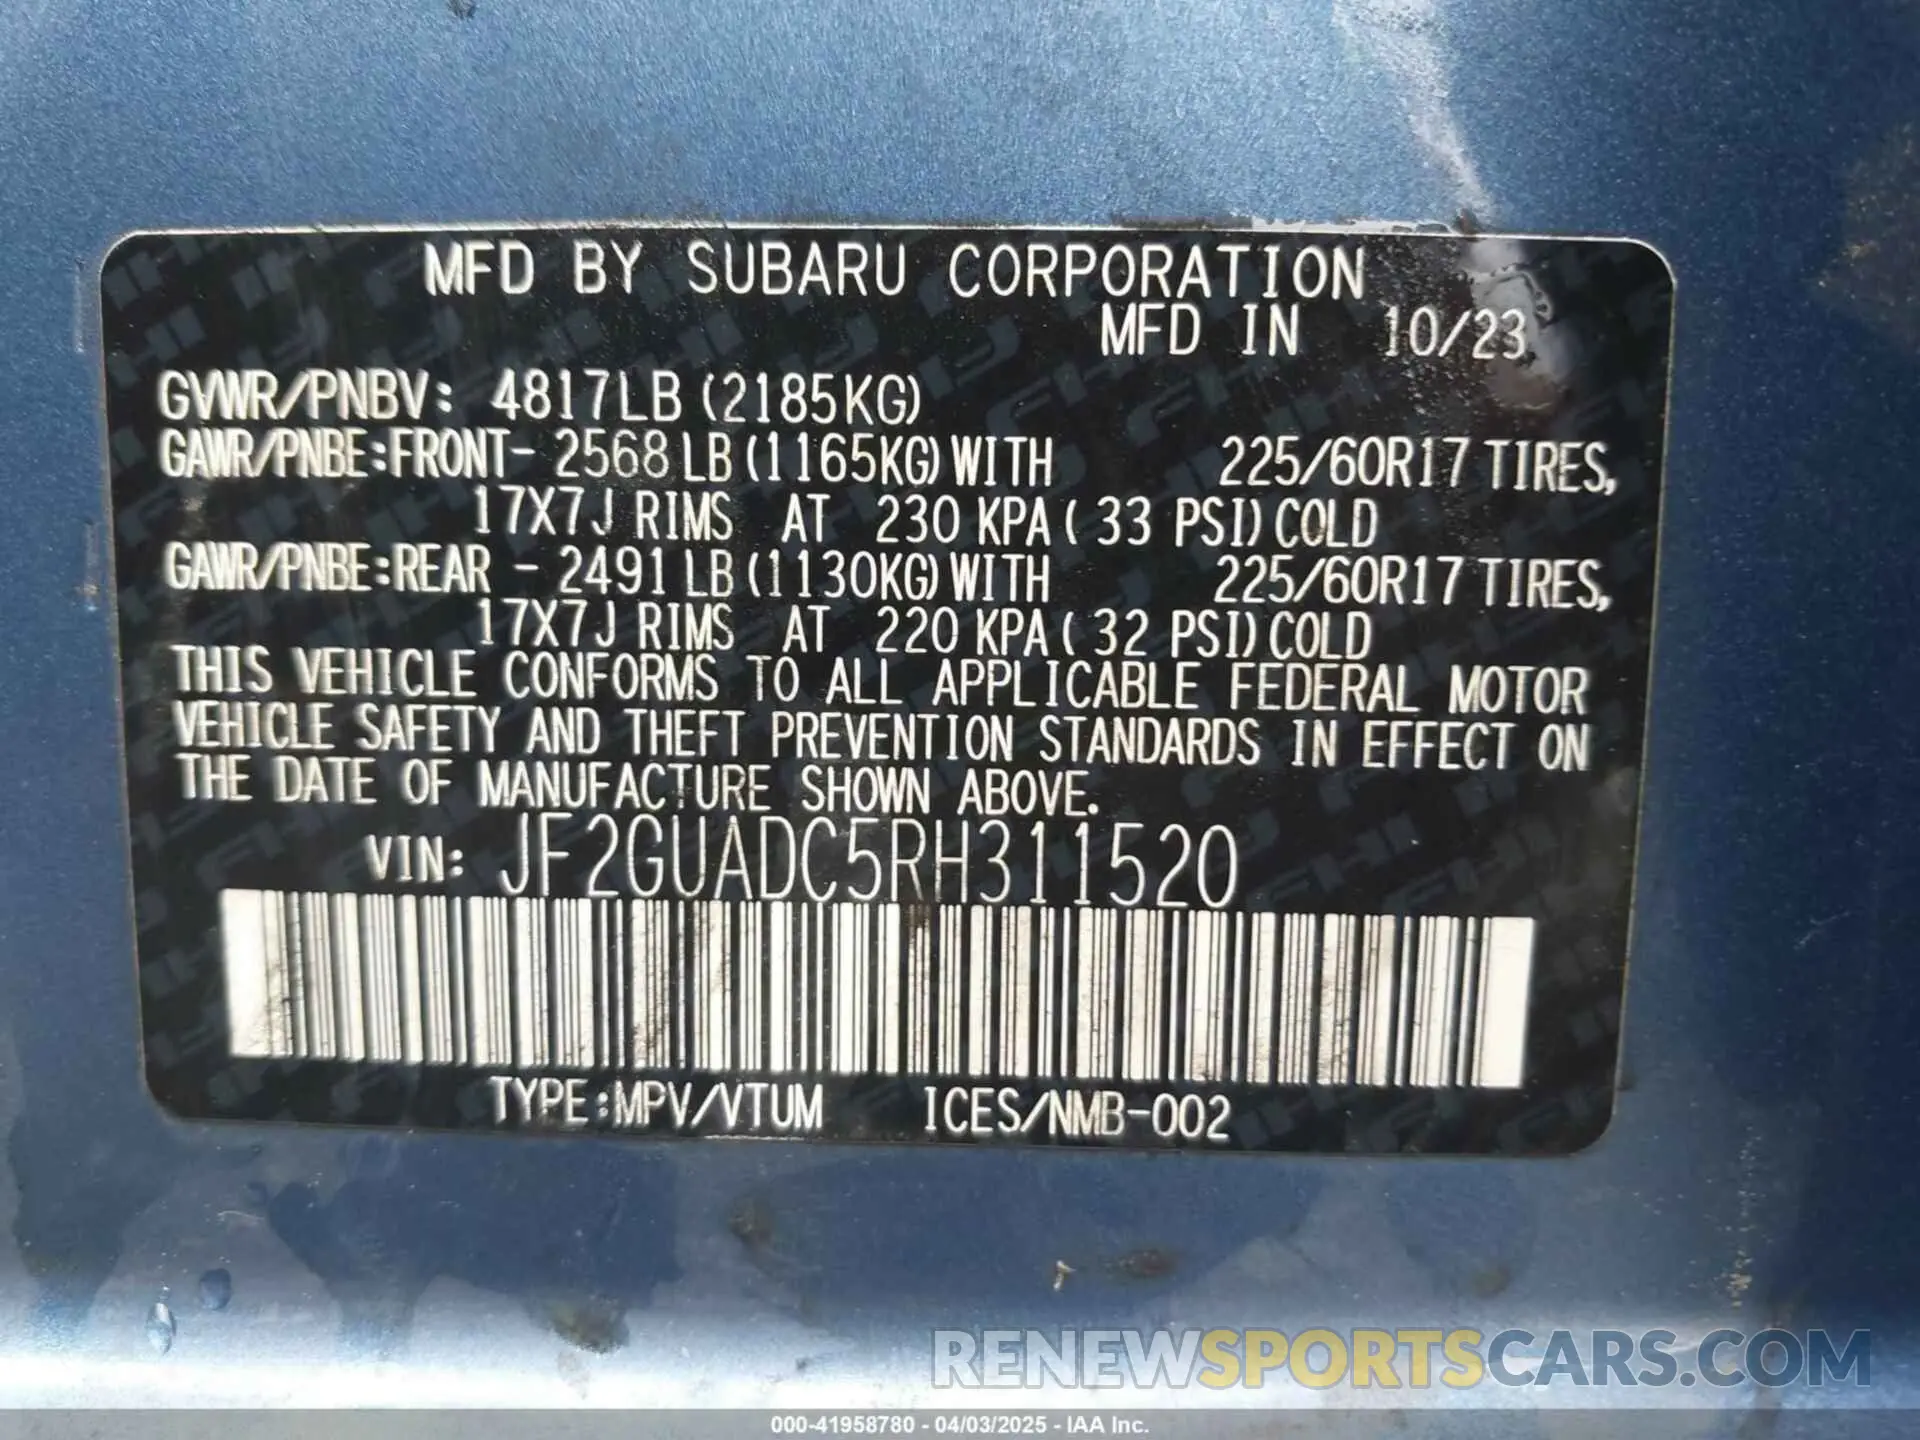 MFD BY SUBARU CORPORATION
MFD IN 10/23
GVWR/PNBV: 4817LB (2185KG)
GAWR/PNBE:FRONT- 2568 LB (1165KG) WITH 225/60R17 TIRES,
17X7J RIMS AT 230 KPA ( 33 PSI) COLD
GAWR/PNBE:REAR - 2491 LB (1130KG) WITH 225/60R17 TIRES,
17X7J RIMS AT 220 KPA ( 32 PSI) COLD
THIS VEHICLE CONFORMS TO ALL APPLICABLE FEDERAL MOTOR
VEHICLE SAFETY AND THEFT PREVENTION STANDARDS IN EFFECT ON
THE DATE OF MANUFACTURE SHOWN ABOVE.
VIN: JF2GUADC5RH311520
TYPE:MPV/VTUM ICES/NMB-002
RENEWSPORTSCARS.COM
000-41958780 - 04/03/2025 - IAA Inc.